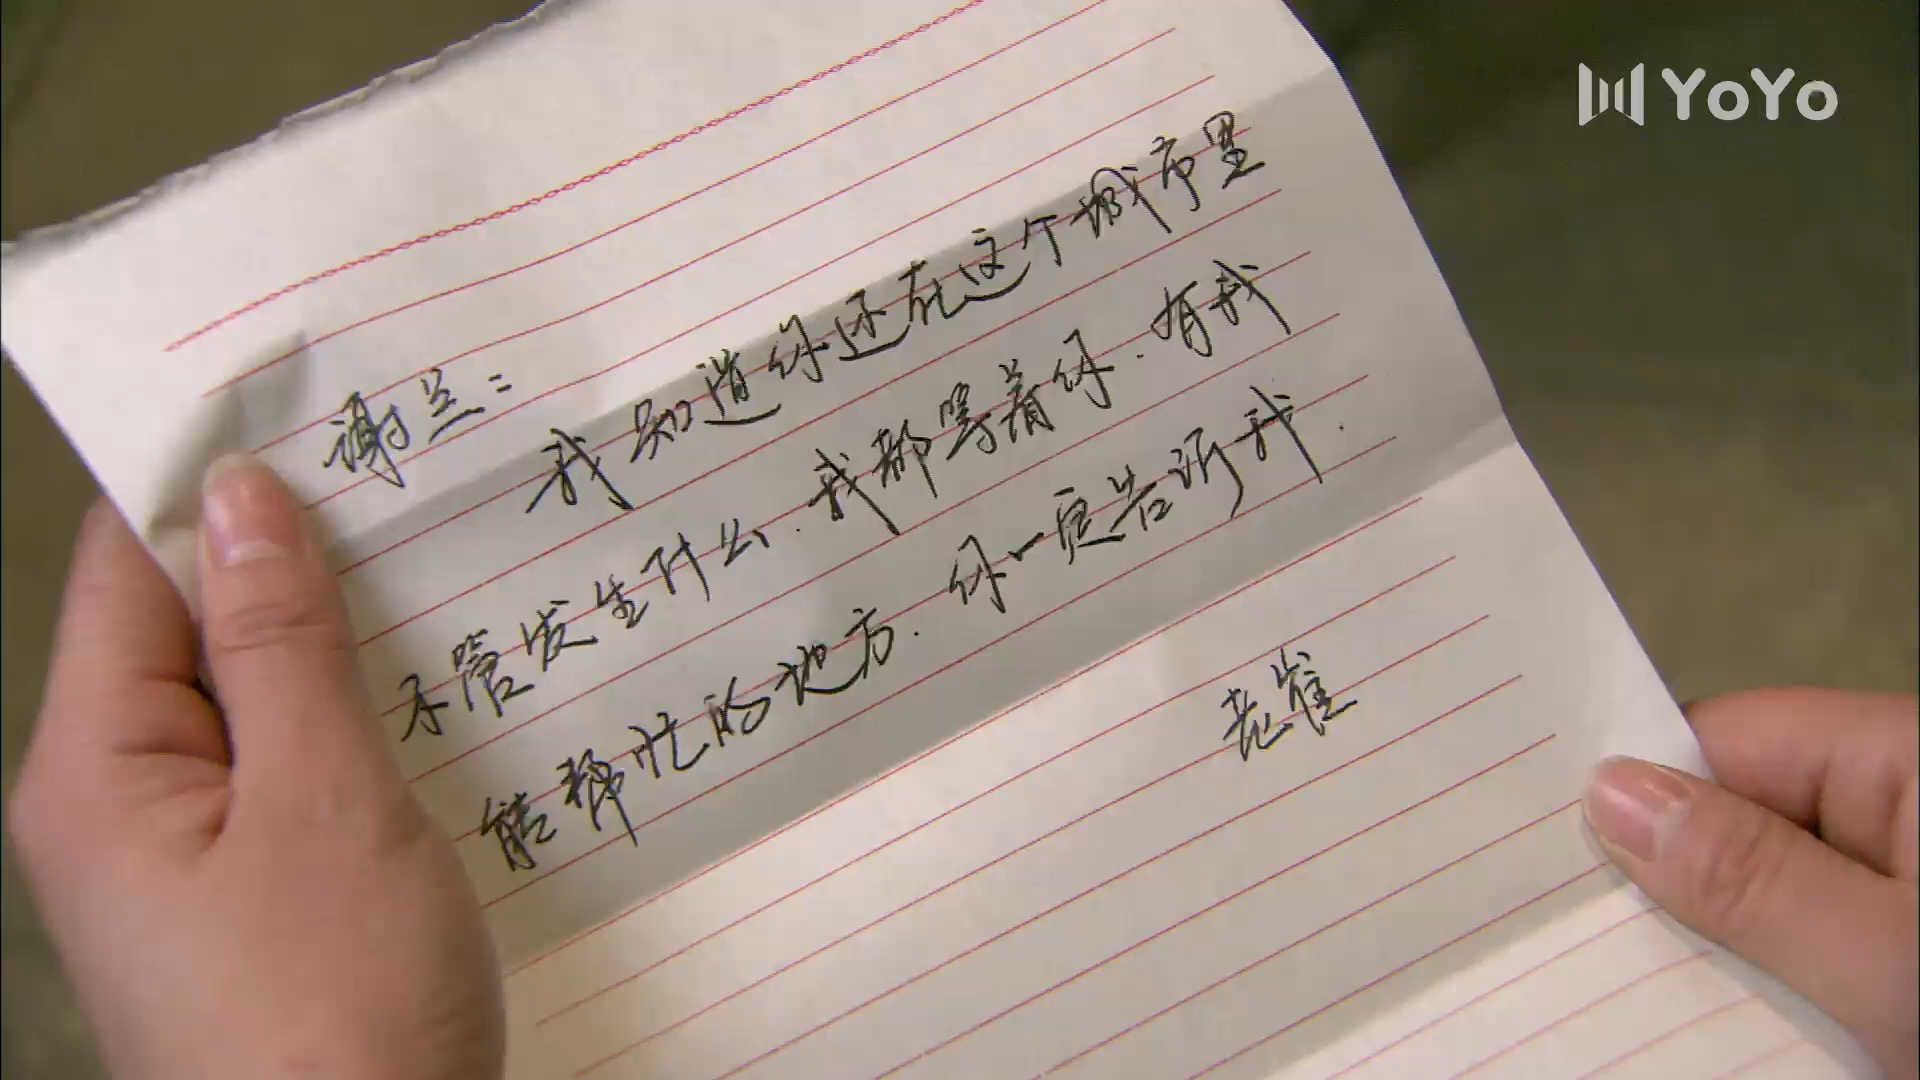 YoYo
谢兰：
我知道你还在这个城市里
不管发生什么.我都等着你.有我
能帮忙的地方.你一定告诉我.
老崔